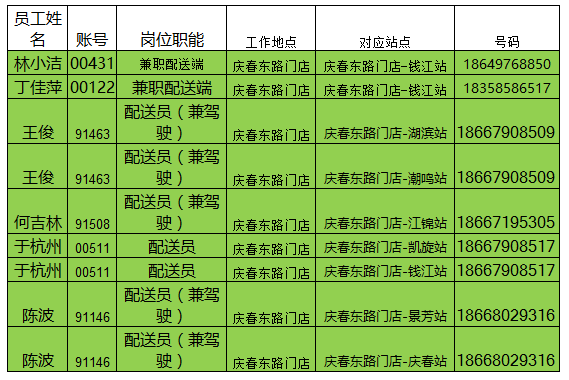 员工姓名 账号 岗位职能 工作地点 对应站点 号码
林小洁 00431 兼职配送端 庆春东路门店 庆春东路门店-钱江站 18649768850
丁佳萍 00122 兼职配送端 庆春东路门店 庆春东路门店-钱江站 18358586517
王俊 91463 配送员（兼驾驶） 庆春东路门店 庆春东路门店-湖滨站 18667908509
王俊 91463 配送员（兼驾驶） 庆春东路门店 庆春东路门店-潮鸣站 18667908509
何吉林 91508 配送员（兼驾驶） 庆春东路门店 庆春东路门店-江锦站 18667195305
于杭州 00511 配送员 庆春东路门店 庆春东路门店-凯旋站 18667908517
于杭州 00511 配送员 庆春东路门店 庆春东路门店-钱江站 18667908517
陈波 91146 配送员（兼驾驶） 庆春东路门店 庆春东路门店-景芳站 18668029316
陈波 91146 配送员（兼驾驶） 庆春东路门店 庆春东路门店-庆春站 18668029316